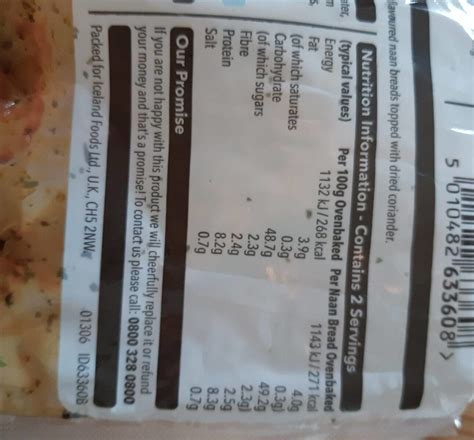 5 010482 633608 >
flavoured naan breads topped with dried coriander.
Nutrition Information - Contains 2 Servings
(typical values) Per 100g Ovenbaked Per Naan Bread Ovenbaked
Energy 1132 kJ/268 kcal 1143 kJ/271 kcal
Fat 3.9g 4.0g
(of which saturates 0.3g 0.3g)
Carbohydrate 48.7g 49.2g
(of which sugars 2.3g 2.3g)
Fibre 2.4g 2.5g
Protein 8.2g 8.3g
Salt 0.7g 0.7g
Our Promise
If you are not happy with this product we will cheerfully replace it or refund
your money and that's a promise! To contact us please call: 0800 328 0800
Packed for Iceland Foods Ltd., U.K., CH5 2NW
01306 ID63360B